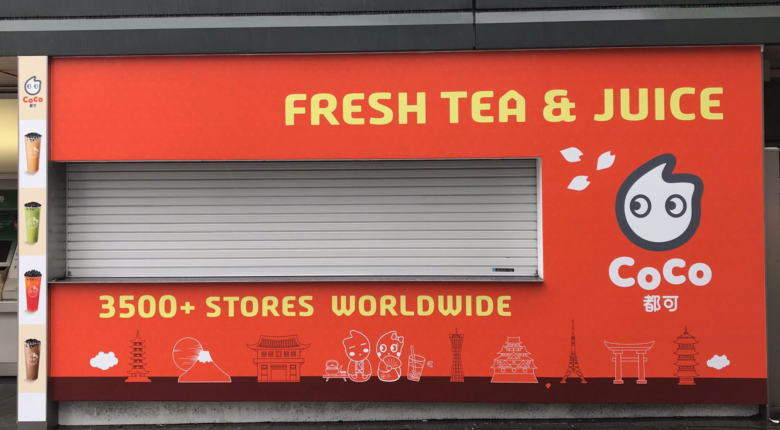 FRESH TEA & JUICE
CoCo
都可
3500+ STORES WORLDWIDE
CoCo
都可